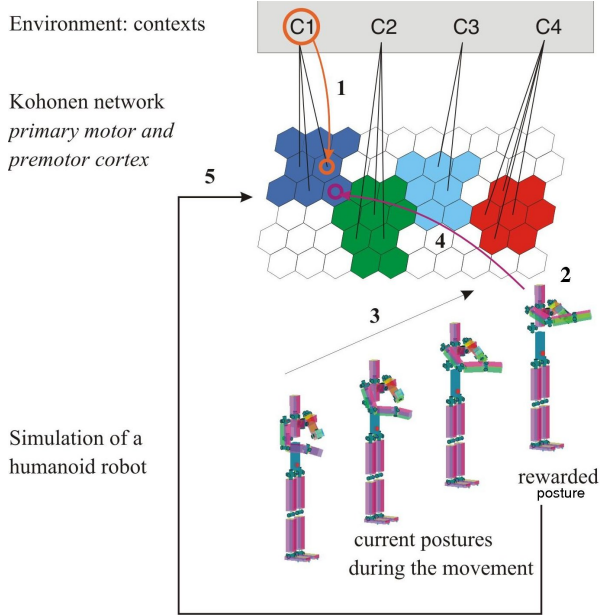 Environment: contexts
C1 C2 C3 C4
1
Kohonen network
primary motor and
premotor cortex
5
4
2
3
Simulation of a
humanoid robot
rewarded
posture
current postures
during the movement